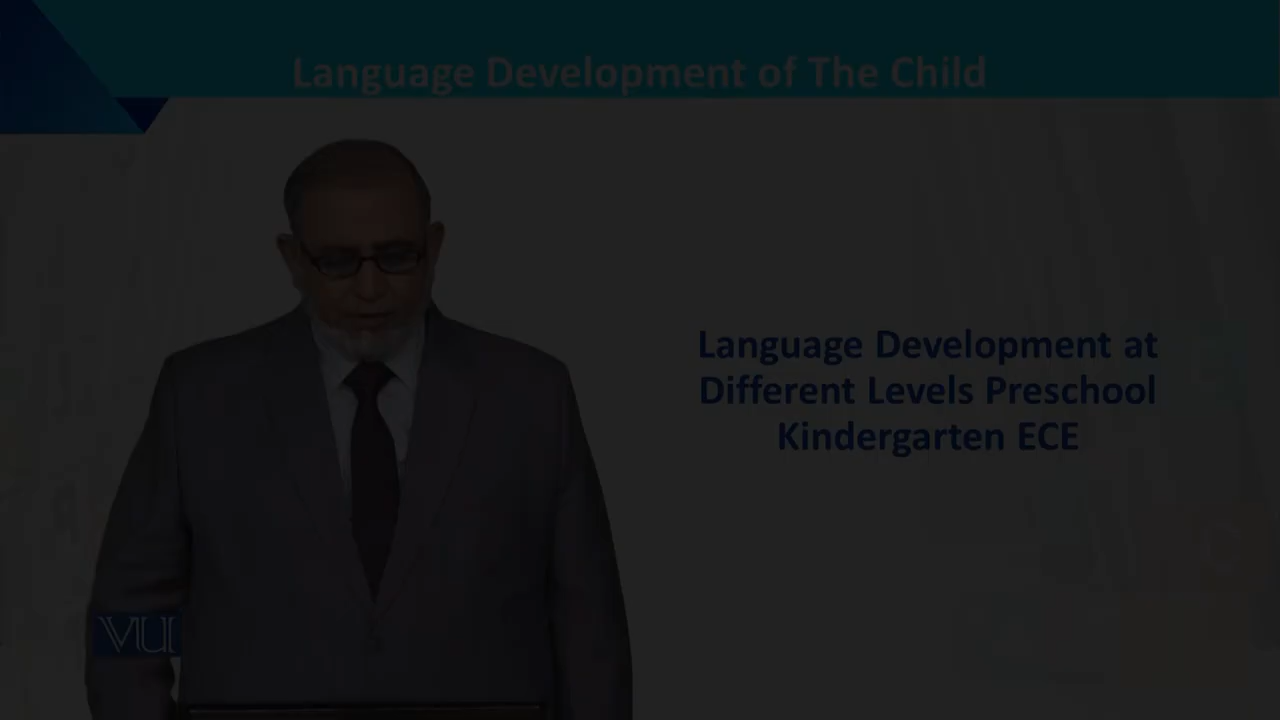 Language Development of The Child
Language Development at
Different Levels Preschool
Kindergarten ECE
VU